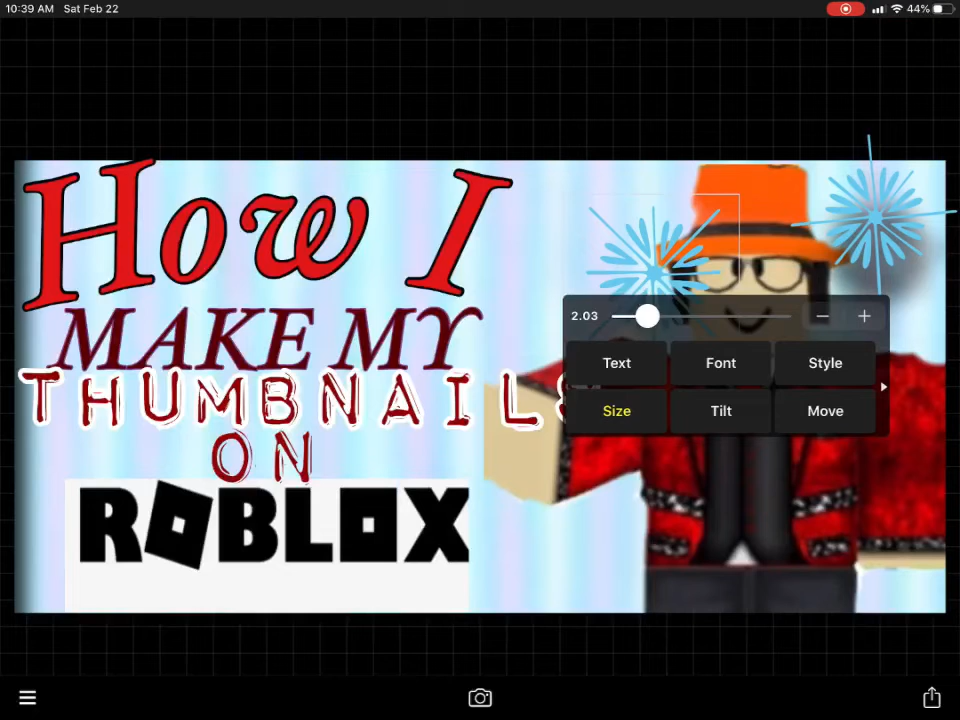 10:39 AM Sat Feb 22
44%
How I
MAKE MY
THUMBNAILS
ON
ROBLOX
2.03
Text Font Style
Size Tilt Move